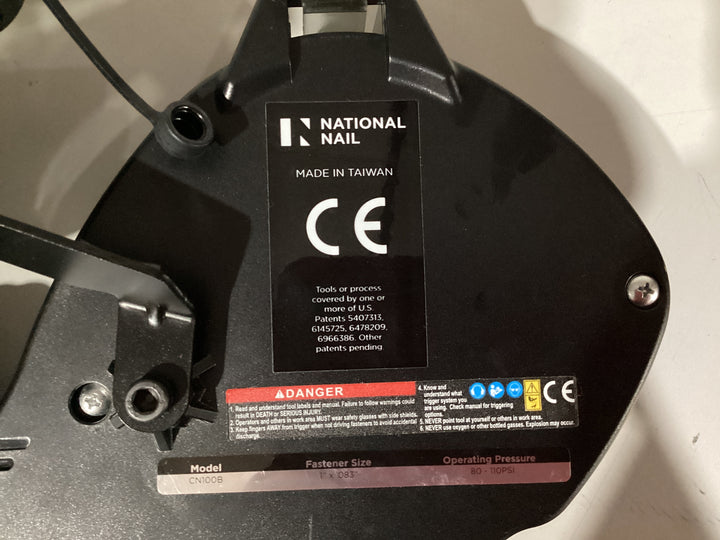 NATIONAL
NAIL
MADE IN TAIWAN
CE
Tools or process
covered by one or
more of U.S.
Patents 5407313,
6145725, 6478209,
6966386. Other
patents pending
DANGER
1. Read and understand tool labels and manual. Failure to follow warnings could
result in DEATH or SERIOUS INJURY.
2. Operators and others in work area MUST wear safety glasses with side shields.
3. Keep fingers AWAY from trigger when not driving fasteners to avoid accidental
discharge.
4. Know and
understand what
trigger system you
are using. Check manual for triggering
options.
5. NEVER point tool at yourself or others in work area.
6. NEVER use oxygen or other bottled gases. Explosion may occur.
CE
Model
CN100B
Fastener Size
1" x .083"
Operating Pressure
80 - 110PSI